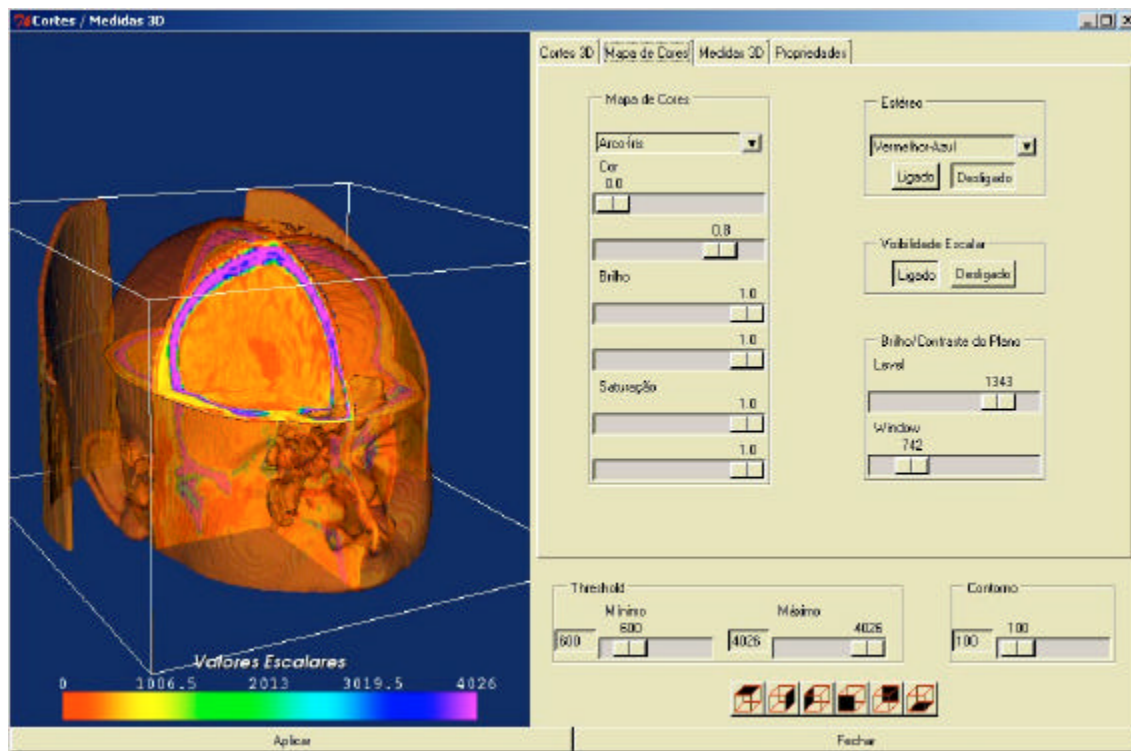 Cortes / Medidas 3D
Cortes 3D
Mapa de Cores
Medidas 3D
Propriedades
Mapa de Cores
Arco-Íris
Cor
0.0
0.8
Brilho
1.0
1.0
Saturação
1.0
1.0
Estéreo
Vermelhor-Azul
Ligado
Desligado
Visibilidade Escalar
Ligado
Desligado
Brilho/Contraste do Plano
Level
1343
Window
742
Valores Escalares
0 1006.5 2013 3019.5 4026
Threshold
Mínimo
600
600
Máximo
4026
4026
Contorno
100
100
Aplicar
Fechar